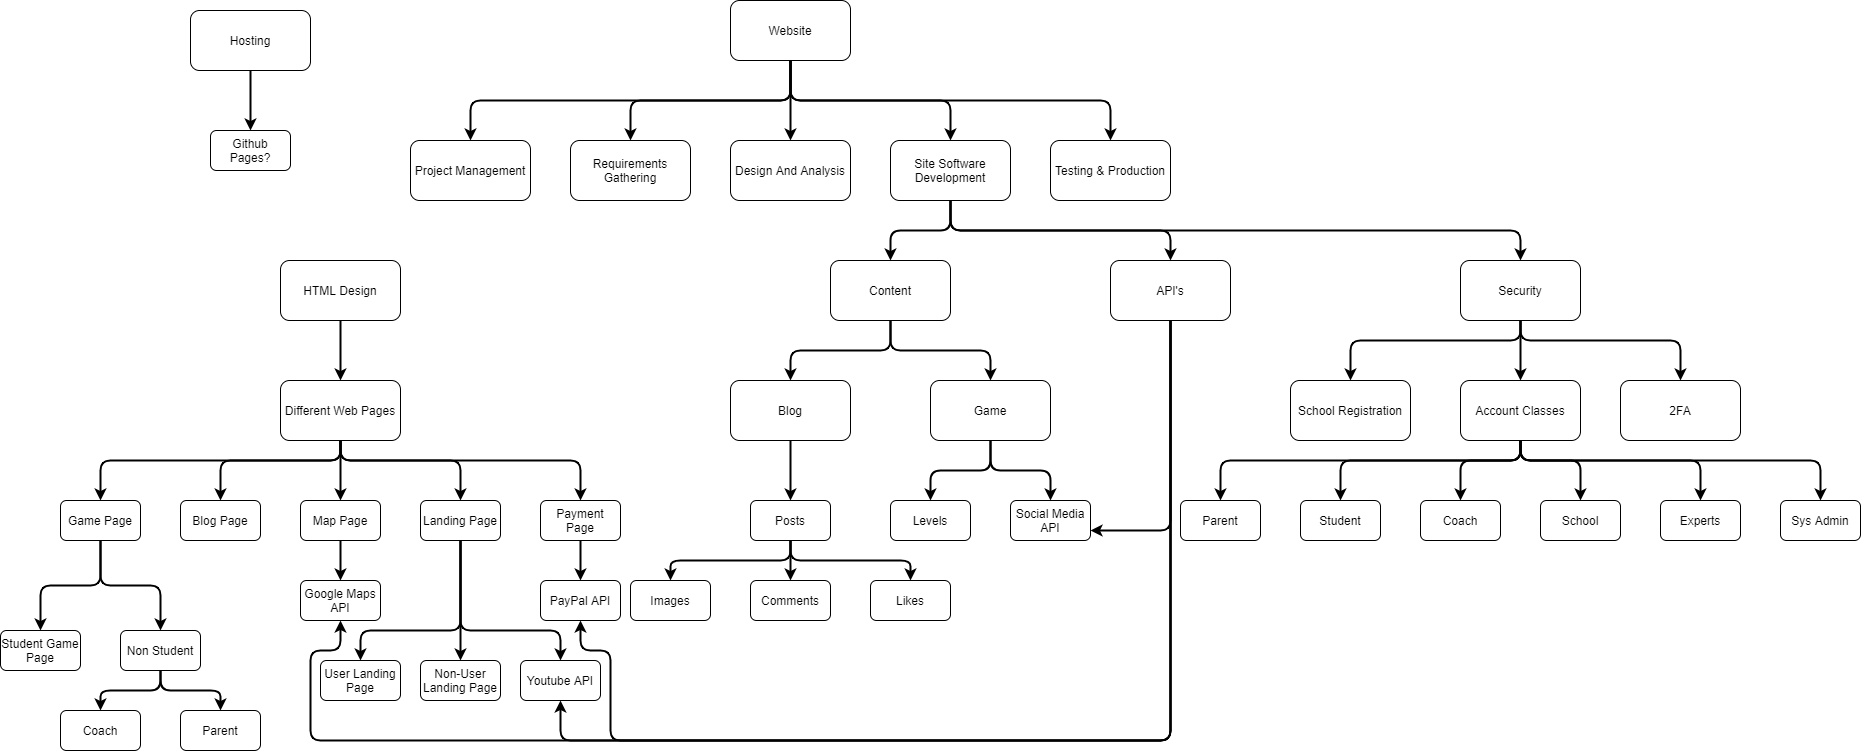 Hosting
Website
Github
Pages?
Project Management
Requirements
Gathering
Design And Analysis
Site Software
Development
Testing & Production
HTML Design
Content
API's
Security
Different Web Pages
Blog
Game
School Registration
Account Classes
2FA
Game Page
Blog Page
Map Page
Landing Page
Payment
Page
Posts
Levels
Social Media
API
Parent
Student
Coach
School
Experts
Sys Admin
Google Maps
API
PayPal API
Images
Comments
Likes
Student Game
Page
Non Student
User Landing
Page
Non-User
Landing Page
Youtube API
Coach
Parent